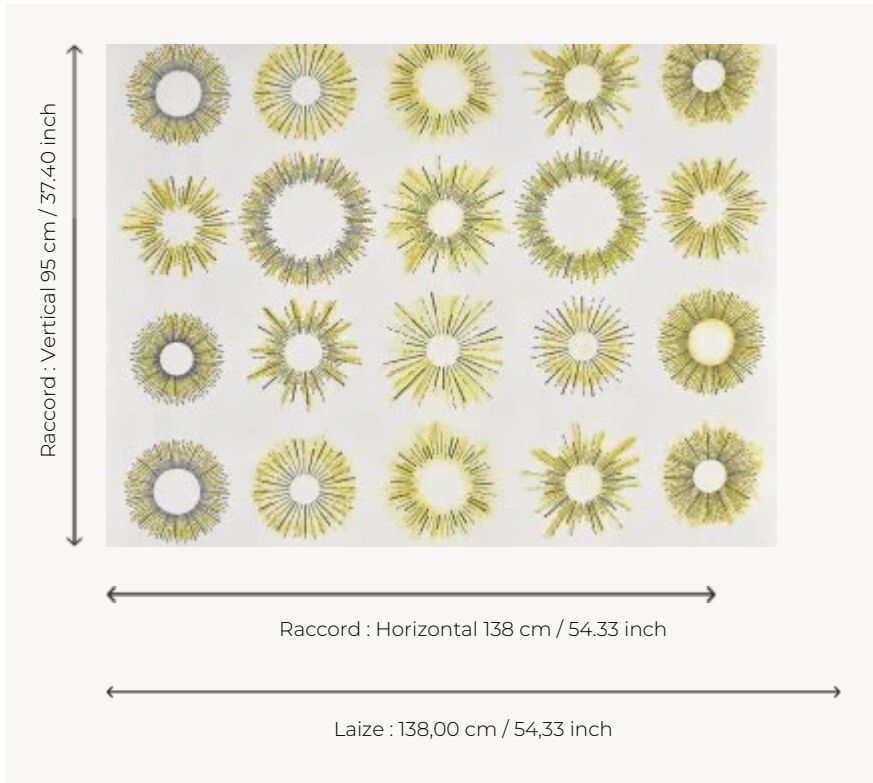 Raccord : Vertical 95 cm / 37.40 inch
Raccord : Horizontal 138 cm / 54.33 inch
Laize : 138,00 cm / 54,33 inch